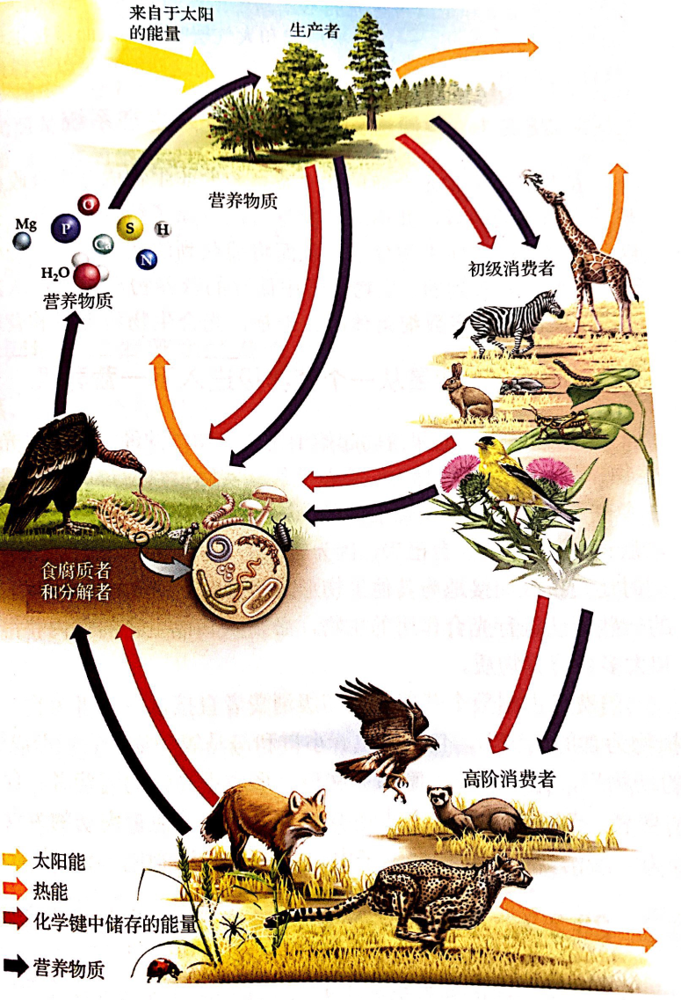 来自于太阳
的能量
生产者
营养物质
Mg
P
O
Ca
S
H
N
H₂O
营养物质
初级消费者
食腐质者
和分解者
高阶消费者
太阳能
热能
化学键中储存的能量
营养物质